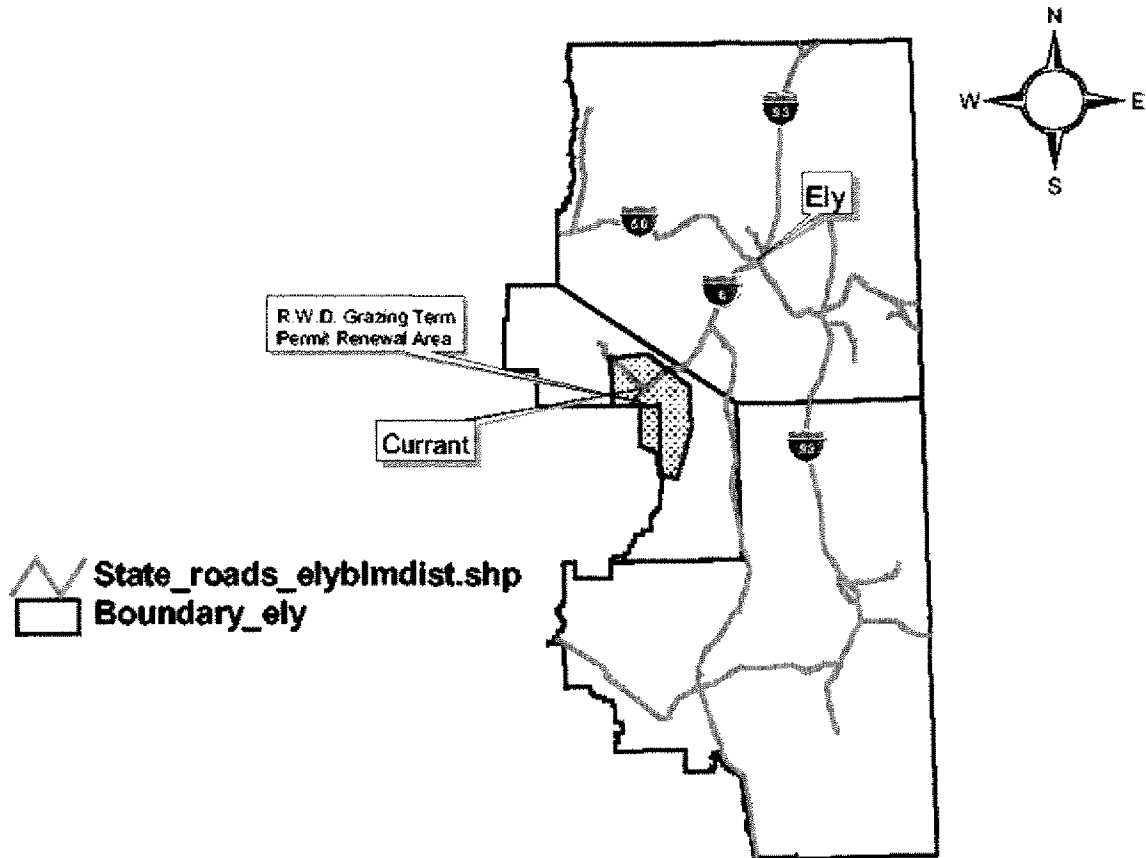 N
W E
S
93
Ely
50
6
R.W.D. Grazing Term
Permit Renewal Area
Currant
93
State_roads_elyblmdist.shp
Boundary_ely